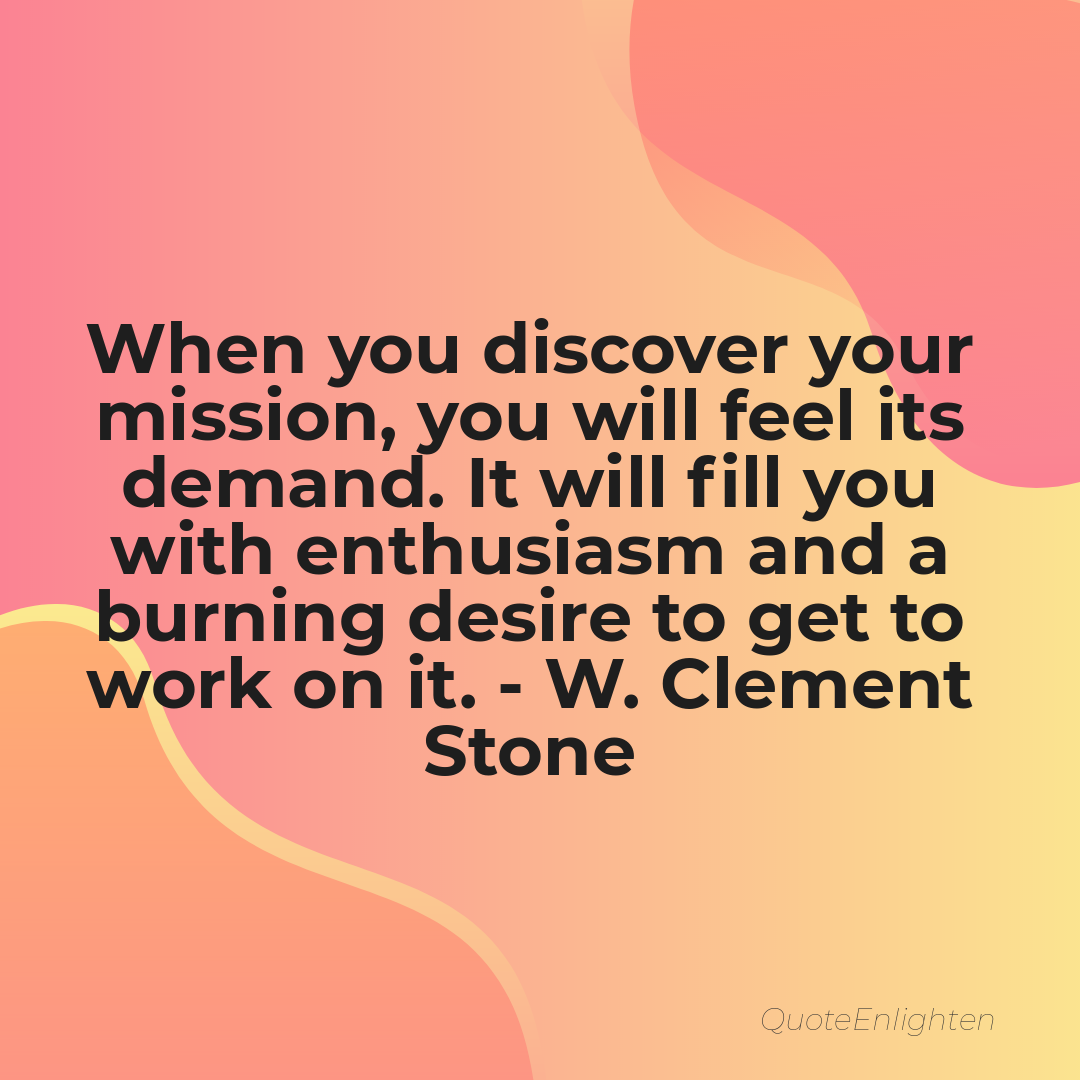 When you discover your
mission, you will feel its
demand. It will fill you
with enthusiasm and a
burning desire to get to
work on it. - W. Clement
Stone
QuoteEnlighten